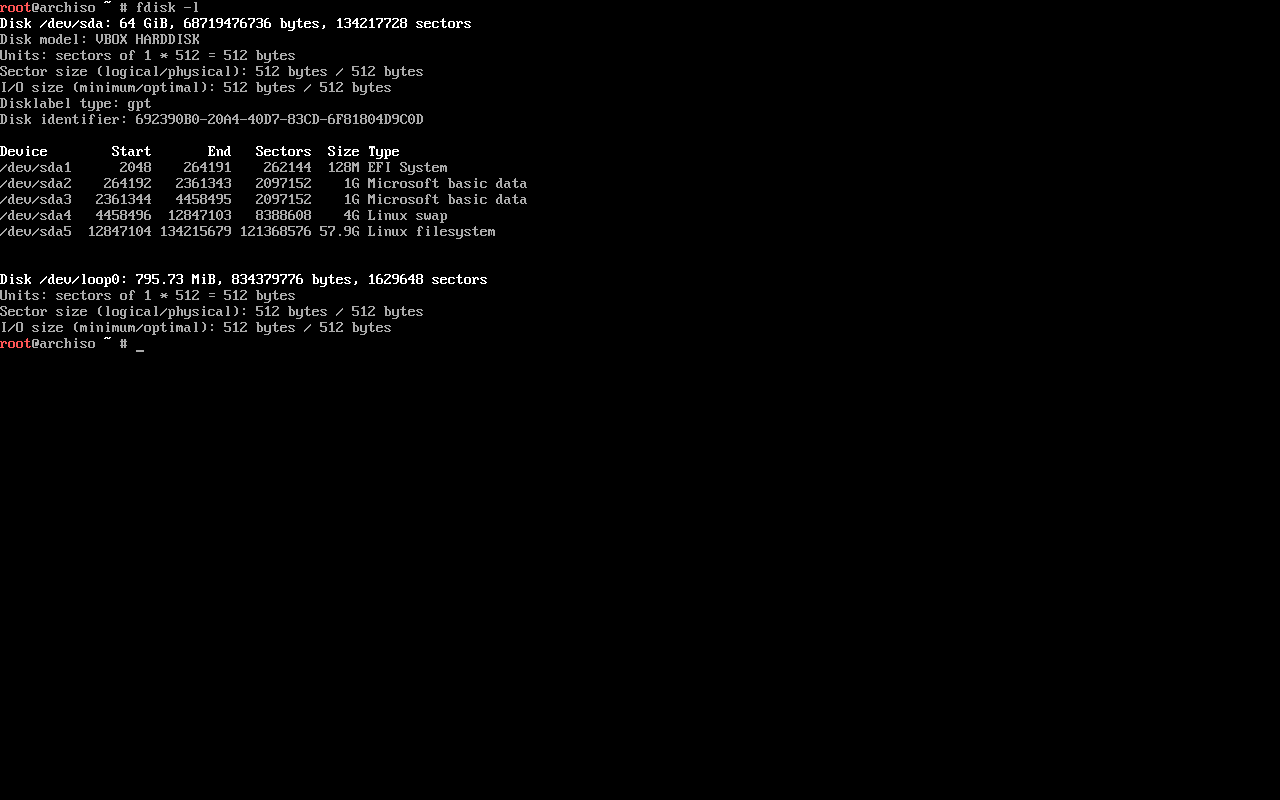 root@archiso ~ # fdisk -l
Disk /dev/sda: 64 GiB, 68719476736 bytes, 134217728 sectors
Disk model: VBOX HARDDISK
Units: sectors of 1 * 512 = 512 bytes
Sector size (logical/physical): 512 bytes / 512 bytes
I/O size (minimum/optimal): 512 bytes / 512 bytes
Disklabel type: gpt
Disk identifier: 692390B0-20A4-40D7-83CD-6F81804D9C0D
Device        Start       End   Sectors  Size Type
/dev/sda1      2048    264191    262144  128M EFI System
/dev/sda2    264192   2361343   2097152    1G Microsoft basic data
/dev/sda3   2361344   4458495   2097152    1G Microsoft basic data
/dev/sda4   4458496  12847103   8388608    4G Linux swap
/dev/sda5  12847104 134215679 121368576 57.9G Linux filesystem
Disk /dev/loop0: 795.73 MiB, 834379776 bytes, 1629648 sectors
Units: sectors of 1 * 512 = 512 bytes
Sector size (logical/physical): 512 bytes / 512 bytes
I/O size (minimum/optimal): 512 bytes / 512 bytes
root@archiso ~ # _